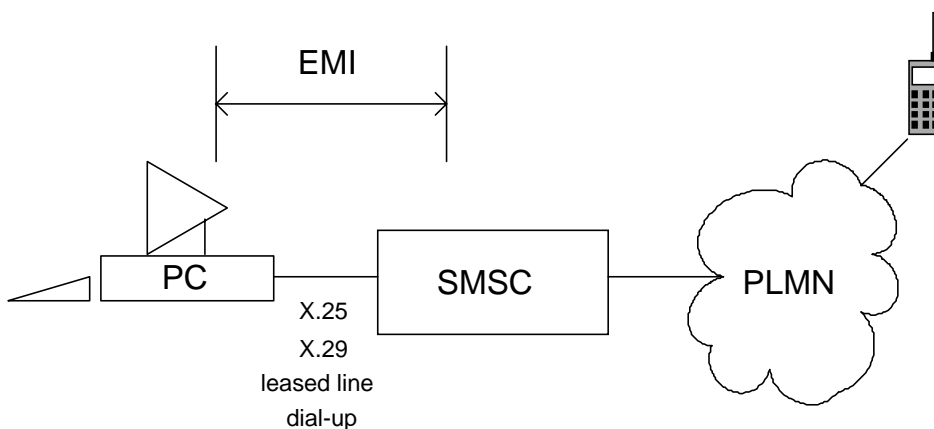 EMI
PC
SMSC
PLMN
X.25
X.29
leased line
dial-up